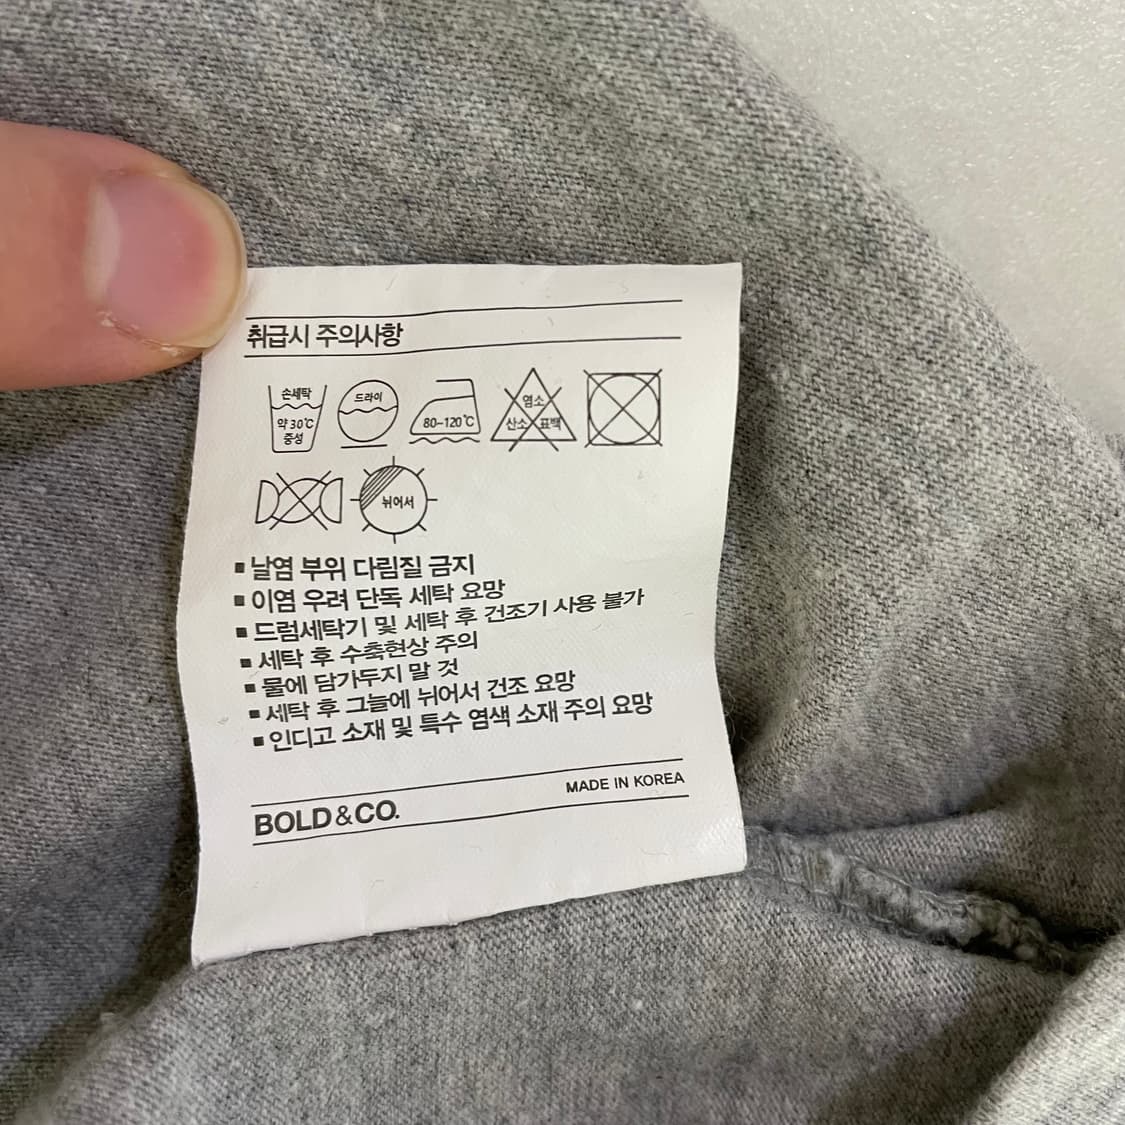 취급시 주의사항
손세탁
약 30℃
중성
드라이
80~120℃
염소
산소 표백
뉘어서
■ 날염 부위 다림질 금지
■ 이염 우려 단독 세탁 요망
■ 드럼세탁기 및 세탁 후 건조기 사용 불가
■ 세탁 후 수축현상 주의
■ 물에 담가두지 말 것
■ 세탁 후 그늘에 뉘어서 건조 요망
■ 인디고 소재 및 특수 염색 소재 주의 요망
MADE IN KOREA
BOLD&CO.